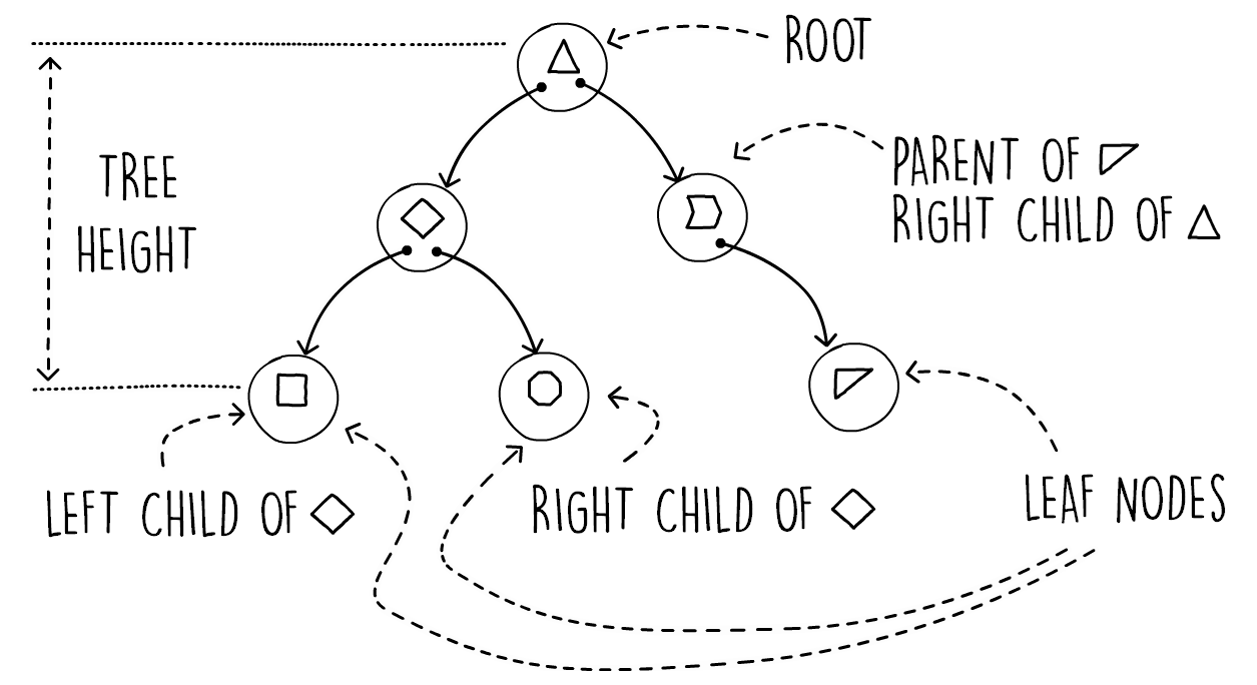 ROOT
PARENT OF
RIGHT CHILD OF
TREE
HEIGHT
LEFT CHILD OF
RIGHT CHILD OF
LEAF NODES